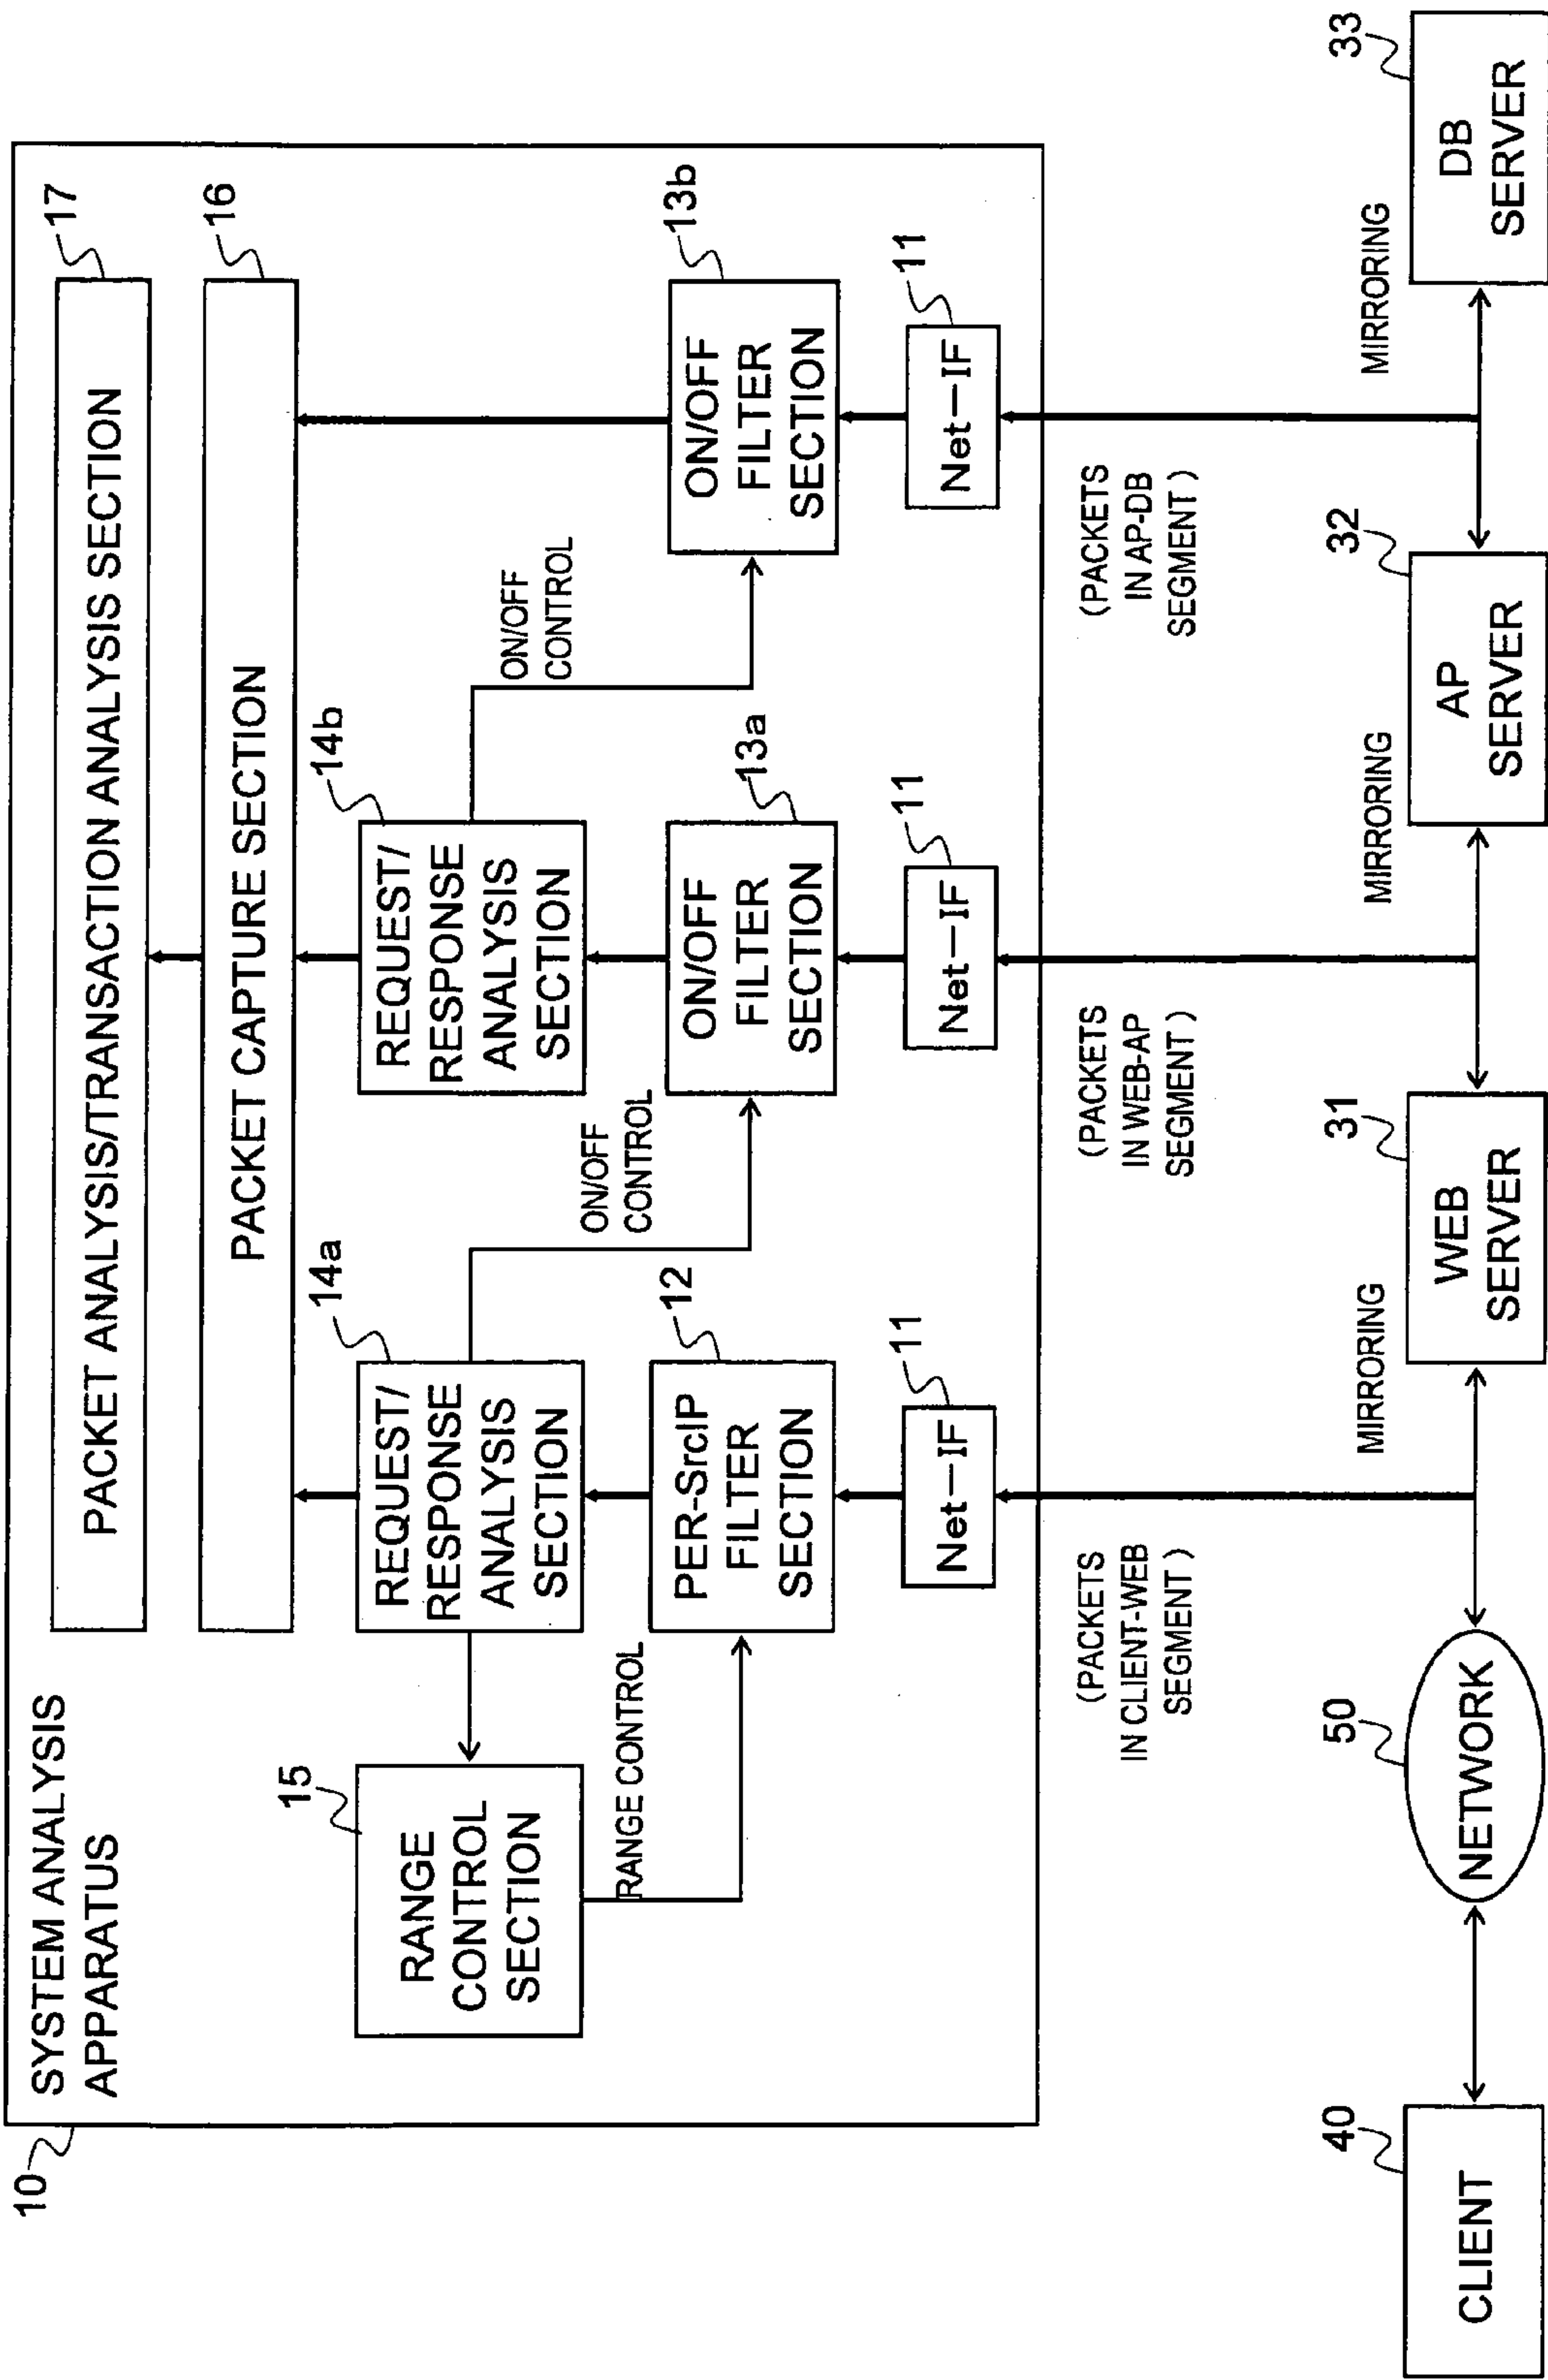 10
SYSTEM ANALYSIS
APPARATUS
17
PACKET ANALYSIS/TRANSACTION ANALYSIS SECTION
16
PACKET CAPTURE SECTION
15
RANGE
CONTROL
SECTION
RANGE CONTROL
14a
REQUEST/
RESPONSE
ANALYSIS
SECTION
ON/OFF
CONTROL
14b
REQUEST/
RESPONSE
ANALYSIS
SECTION
ON/OFF
CONTROL
12
PER-SrcIP
FILTER
SECTION
13a
ON/OFF
FILTER
SECTION
13b
ON/OFF
FILTER
SECTION
11
Net-IF
11
Net-IF
11
Net-IF
(PACKETS
IN CLIENT-WEB
SEGMENT)
(PACKETS
IN WEB-AP
SEGMENT)
(PACKETS
IN AP-DB
SEGMENT)
MIRRORING
MIRRORING
MIRRORING
40
CLIENT
50
NETWORK
31
WEB
SERVER
32
AP
SERVER
33
DB
SERVER